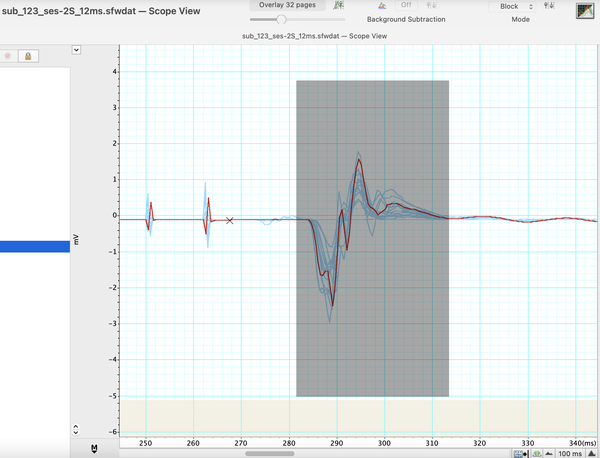 sub_123_ses-2S_12ms.sfwdat — Scope View
Overlay 32 pages
Off
Block
Background Subtraction
Mode
sub_123_ses-2S_12ms.sfwdat — Scope View
4
3
2
1
0
mV
−1
−2
−3
−4
−5
−6
250 260 270 280 290 300 310 320 330 340(ms)
M
100 ms